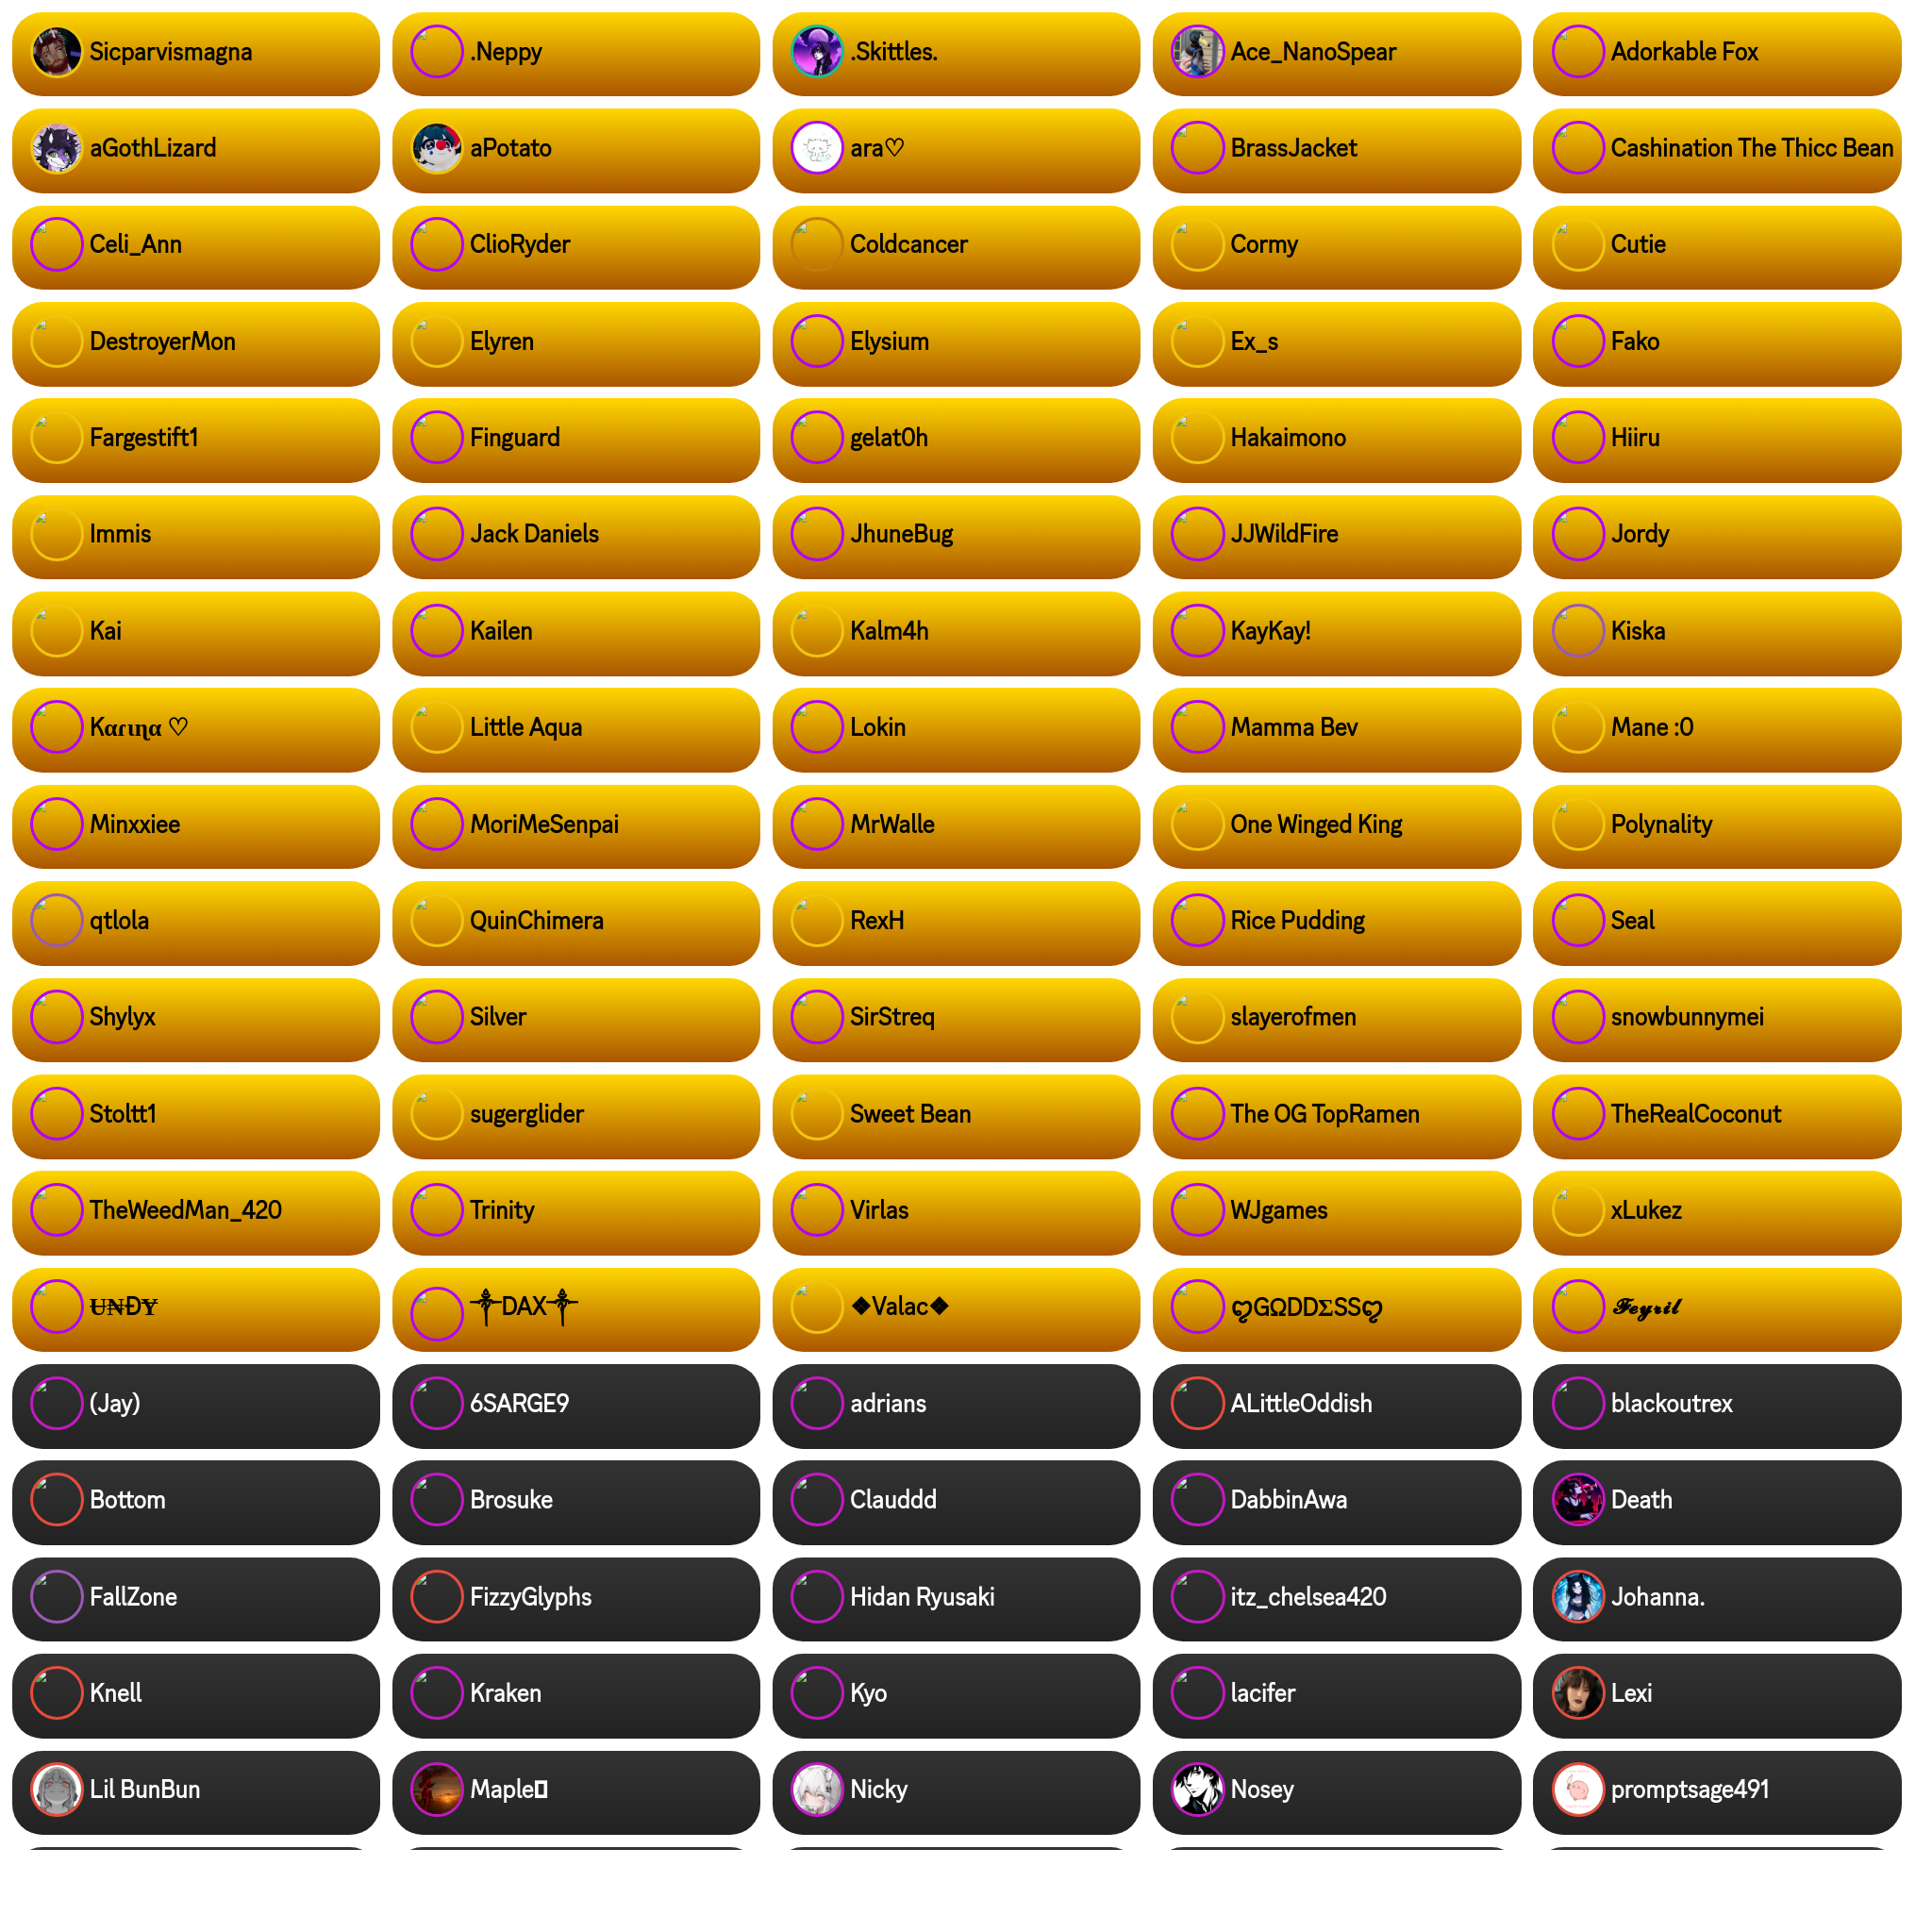 Sicparvismagna
.Neppy
.Skittles.
Ace_NanoSpear
Adorkable Fox
aGothLizard
aPotato
ara♡
BrassJacket
Cashination The Thicc Bean
Celi_Ann
ClioRyder
Coldcancer
Cormy
Cutie
DestroyerMon
Elyren
Elysium
Ex_s
Fako
Fargestift1
Finguard
gelat0h
Hakaimono
Hiiru
Immis
Jack Daniels
JhuneBug
JJWildFire
Jordy
Kai
Kailen
Kalm4h
KayKay!
Kiska
Kαɾιɳα ♡
Little Aqua
Lokin
Mamma Bev
Mane :0
Minxxiee
MoriMeSenpai
MrWalle
One Winged King
Polynality
qtlola
QuinChimera
RexH
Rice Pudding
Seal
Shylyx
Silver
SirStreq
slayerofmen
snowbunnymei
Stoltt1
sugerglider
Sweet Bean
The OG TopRamen
TheRealCoconut
TheWeedMan_420
Trinity
Virlas
WJgames
xLukez
ɄNĐY
༒DAX༒
❖Valac❖
ღGΩDDΣSSღ
𝓕𝓮𝔂𝓻𝓲𝓵
(Jay)
6SARGE9
adrians
ALittleOddish
blackoutrex
Bottom
Brosuke
Clauddd
DabbinAwa
Death
FallZone
FizzyGlyphs
Hidan Ryusaki
itz_chelsea420
Johanna.
Knell
Kraken
Kyo
lacifer
Lexi
Lil BunBun
Maple
Nicky
Nosey
promptsage491